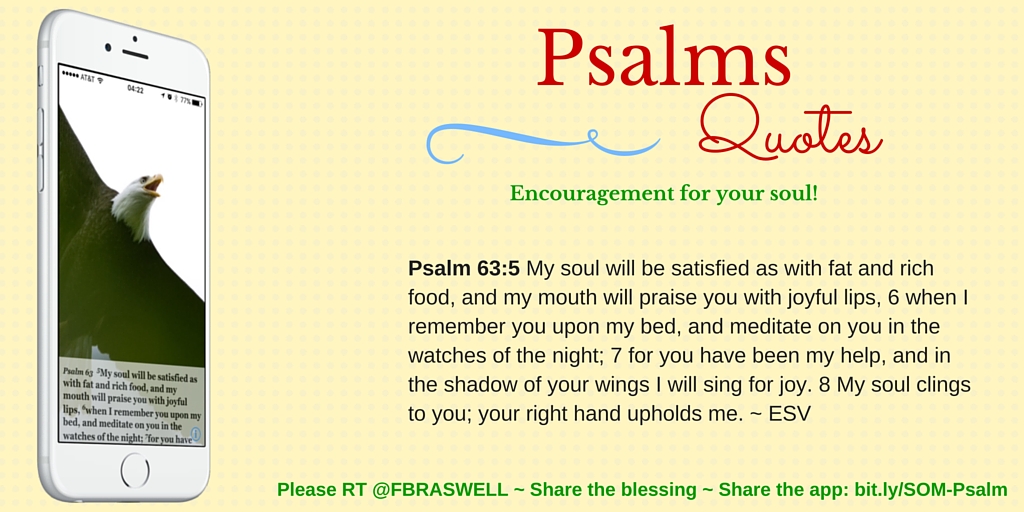 ●●●●● AT&T
04:22
77%
Psalm 63 ⁵My soul will be satisfied as
with fat and rich food, and my
mouth will praise you with joyful
lips, ⁶when I remember you upon my
bed, and meditate on you in the
watches of the night; ⁷for you have
Psalms
Quotes
Encouragement for your soul!
Psalm 63:5 My soul will be satisfied as with fat and rich
food, and my mouth will praise you with joyful lips, 6 when I
remember you upon my bed, and meditate on you in the
watches of the night; 7 for you have been my help, and in
the shadow of your wings I will sing for joy. 8 My soul clings
to you; your right hand upholds me. ~ ESV
Please RT @FBRASWELL ~ Share the blessing ~ Share the app: bit.ly/SOM-Psalm